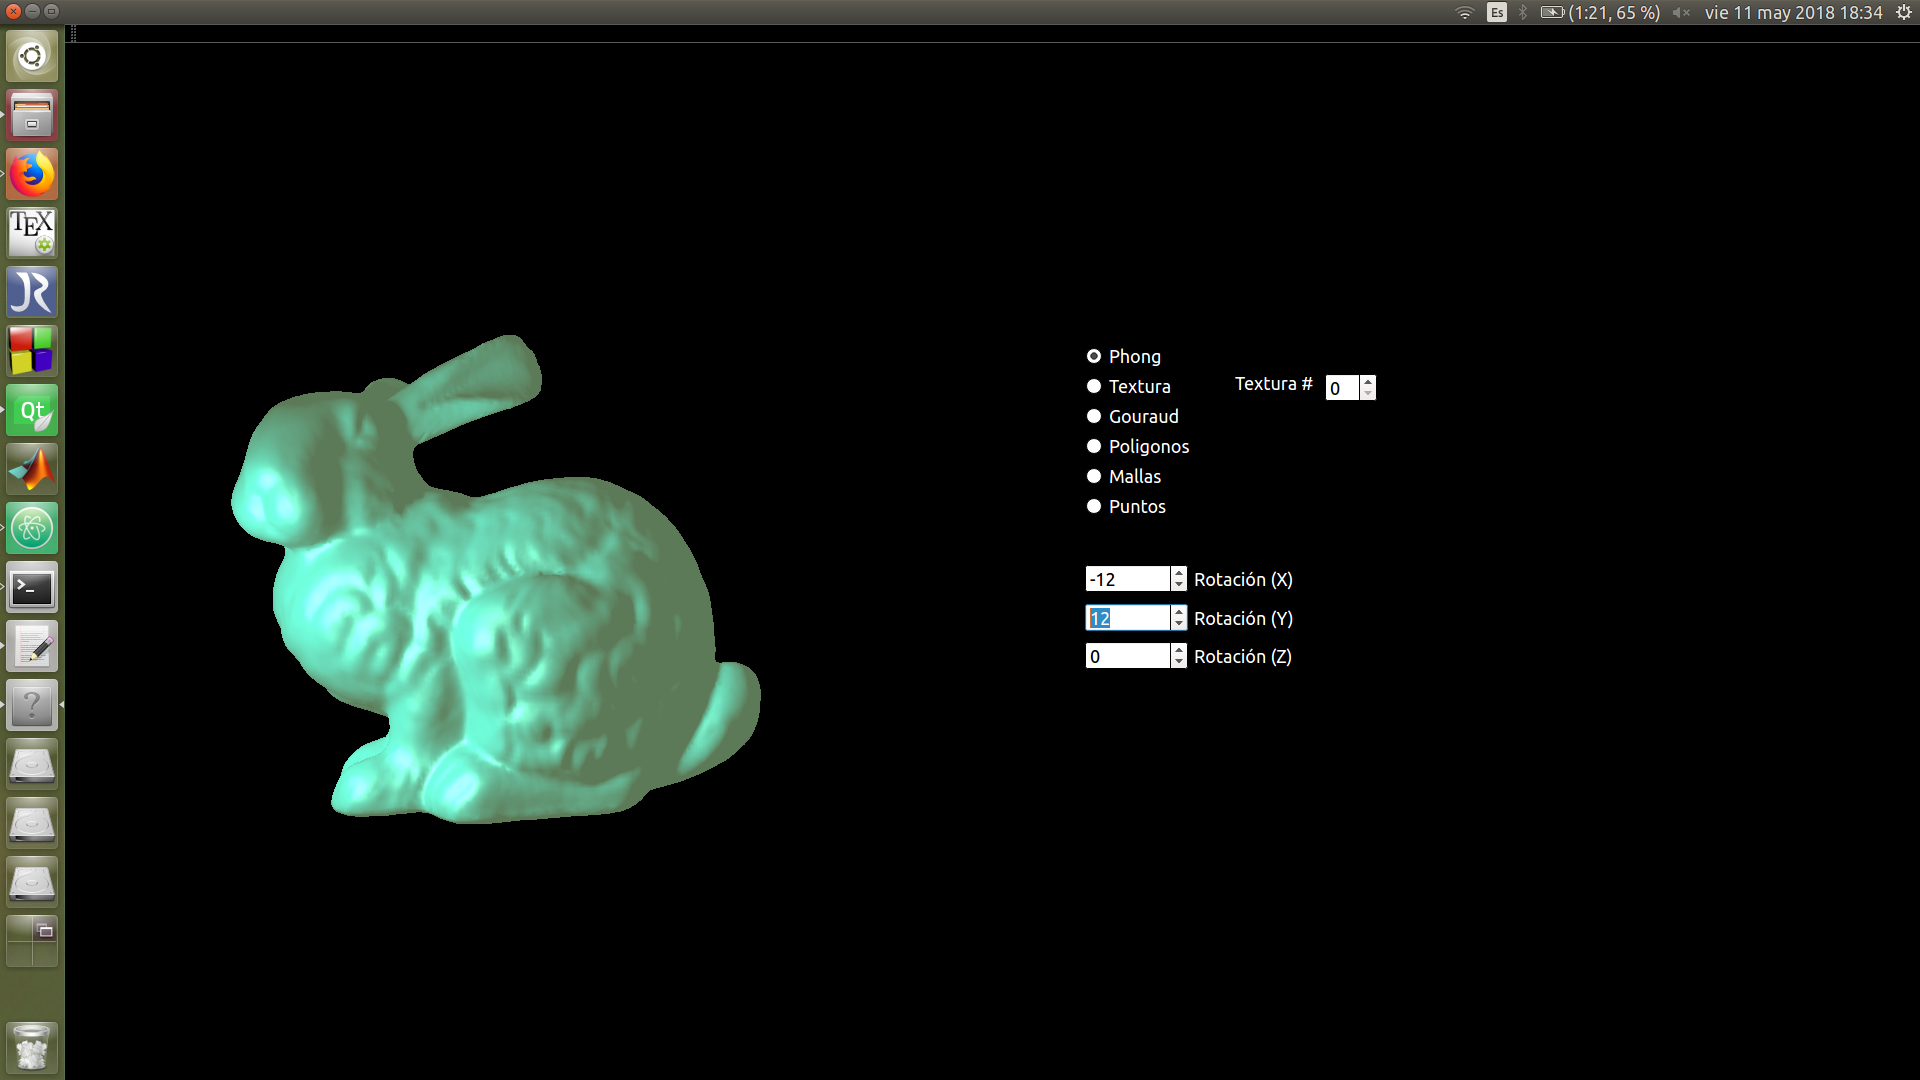 Es (1:21, 65 %) vie 11 may 2018 18:34
TEX
JR
Qt
>_
?
Phong
Textura
Textura # 0
Gouraud
Poligonos
Mallas
Puntos
-12 Rotación (X)
12 Rotación (Y)
0 Rotación (Z)